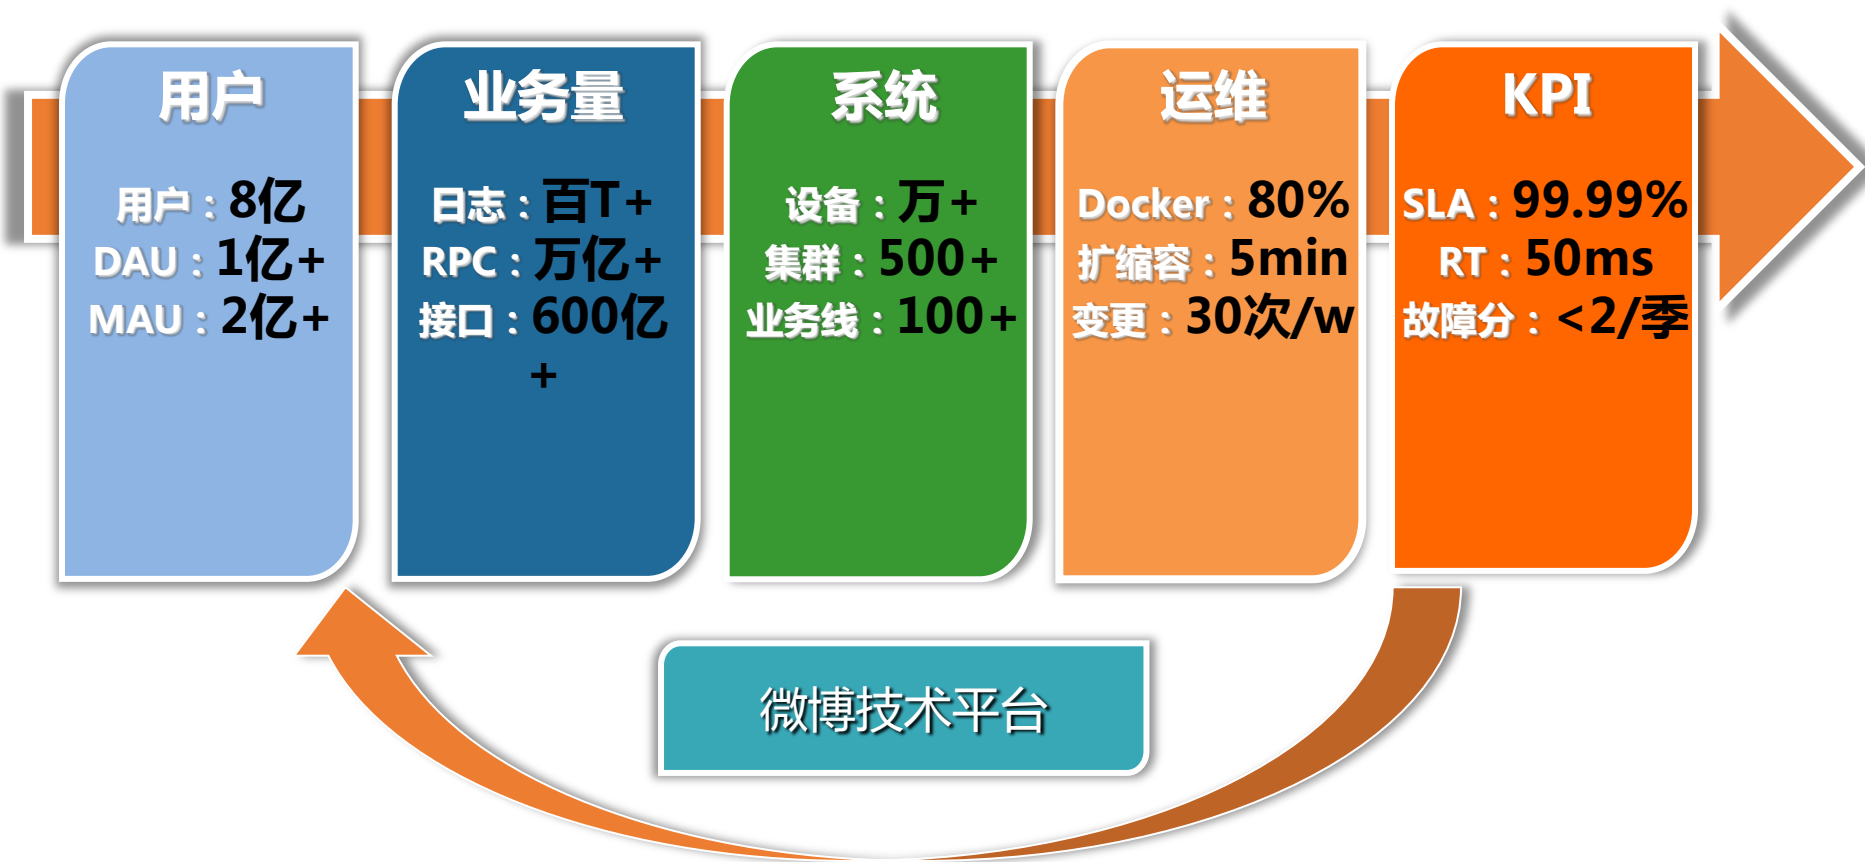 用户
用户：8亿
DAU：1亿+
MAU：2亿+
业务量
日志：百T+
RPC：万亿+
接口：600亿
+
系统
设备：万+
集群：500+
业务线：100+
运维
Docker：80%
扩缩容：5min
变更：30次/w
KPI
SLA：99.99%
RT：50ms
故障分：<2/季
微博技术平台